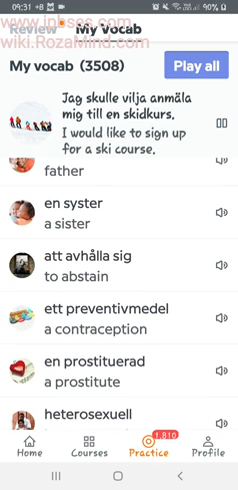 09:31 +8
90%
Review My Vocab
www.inoses.com
wiki.RozaMind.com
My vocab (3508)
Play all
Jag skulle vilja anmäla
mig till en skidkurs.
I would like to sign up
for a ski course.
father
en syster
a sister
att avhålla sig
to abstain
ett preventivmedel
a contraception
en prostituerad
a prostitute
heterosexuell
1,810
Home Courses Practice Profile